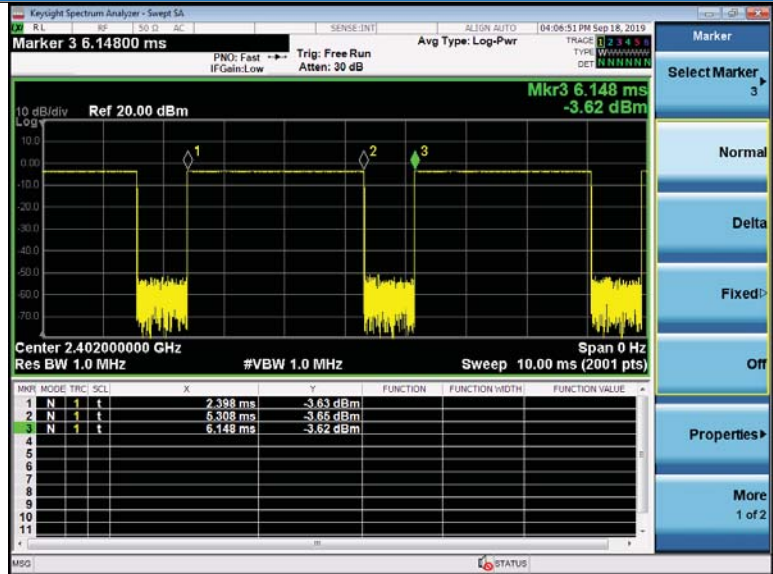 Keysight Spectrum Analyzer - Swept SA
RL RF 50 Ω AC SENSE:INT ALIGN AUTO 04:06:51 PM Sep 18, 2019
Marker 3 6.14800 ms
PNO: Fast Trig: Free Run Avg Type: Log-Pwr TRACE 1 2 3 4 5 6
IFGain:Low Atten: 30 dB TYPE W
DET N N N N N N
Mkr3 6.148 ms
-3.62 dBm
10 dB/div Ref 20.00 dBm
Log
10.0
0.00
-10.0
-20.0
-30.0
-40.0
-50.0
-60.0
-70.0
1 2 3
Center 2.402000000 GHz Span 0 Hz
Res BW 1.0 MHz #VBW 1.0 MHz Sweep 10.00 ms (2001 pts)
MKR MODE TRC SCL X Y FUNCTION FUNCTION WIDTH FUNCTION VALUE
1 N 1 t 2.398 ms -3.63 dBm
2 N 1 t 5.308 ms -3.65 dBm
3 N 1 t 6.148 ms -3.62 dBm
4
5
6
7
8
9
10
11
MSG STATUS
Marker
Select Marker
3
Normal
Delta
Fixed
Off
Properties
More
1 of 2